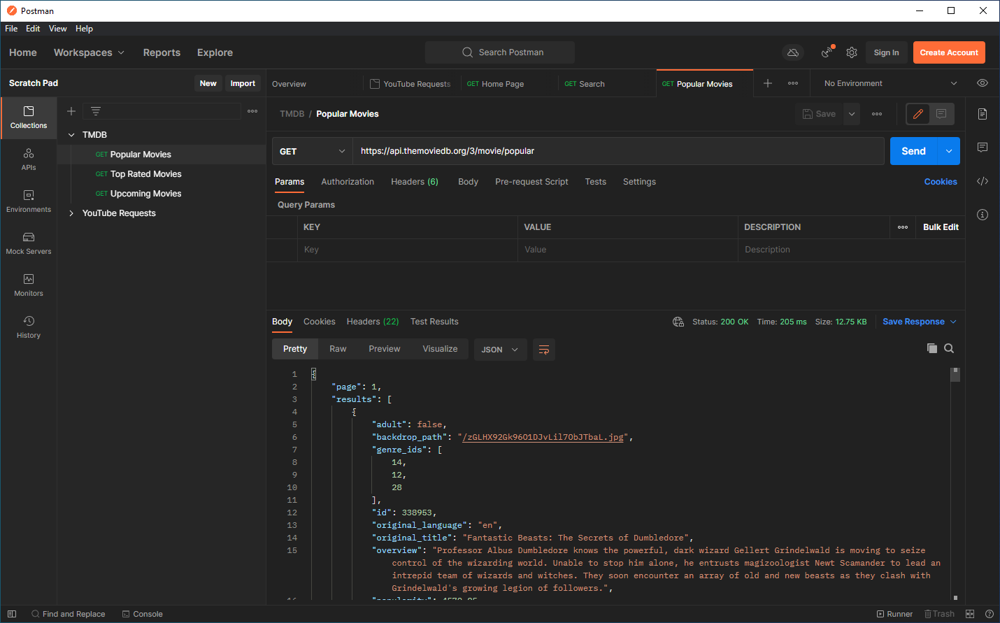 Postman
File Edit View Help
Home Workspaces Reports Explore Search Postman Sign In Create Account
Scratch Pad New Import
Overview YouTube Requests GET Home Page GET Search GET Popular Movies No Environment
Collections
APIs
Environments
Mock Servers
Monitors
History
TMDB
GET Popular Movies
GET Top Rated Movies
GET Upcoming Movies
YouTube Requests
TMDB / Popular Movies Save
GET https://api.themoviedb.org/3/movie/popular Send
Params Authorization Headers (6) Body Pre-request Script Tests Settings Cookies
Query Params
KEY VALUE DESCRIPTION Bulk Edit
Key Value Description
Body Cookies Headers (22) Test Results Status: 200 OK Time: 205 ms Size: 12.75 KB Save Response
Pretty Raw Preview Visualize JSON
1 {
2 "page": 1,
3 "results": [
4 {
5 "adult": false,
6 "backdrop_path": "/zGLHX92Gk96O1DJvLil7ObJTbaL.jpg",
7 "genre_ids": [
8 14,
9 12,
10 28
11 ],
12 "id": 338953,
13 "original_language": "en",
14 "original_title": "Fantastic Beasts: The Secrets of Dumbledore",
15 "overview": "Professor Albus Dumbledore knows the powerful, dark wizard Gellert Grindelwald is moving to seize
control of the wizarding world. Unable to stop him alone, he entrusts magizoologist Newt Scamander to lead an
intrepid team of wizards and witches. They soon encounter an array of old and new beasts as they clash with
Grindelwald's growing legion of followers.",
Find and Replace Console Runner Trash